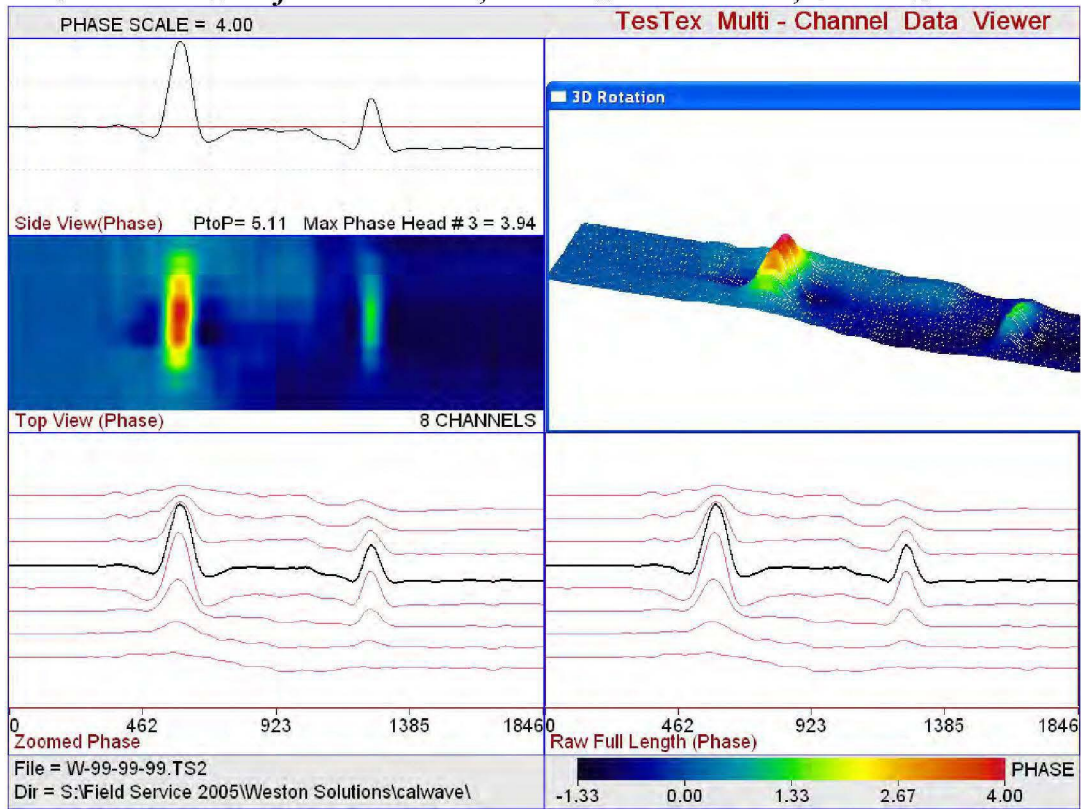 PHASE SCALE = 4.00
TesTex Multi - Channel Data Viewer
3D Rotation
Side View(Phase) PtoP= 5.11 Max Phase Head # 3 = 3.94
Top View (Phase) 8 CHANNELS
0 462 923 1385 1846
Zoomed Phase
0 462 923 1385 1846
Raw Full Length (Phase)
File = W-99-99-99.TS2
Dir = S:\Field Service 2005\Weston Solutions\calwave\
PHASE
-1.33 0.00 1.33 2.67 4.00